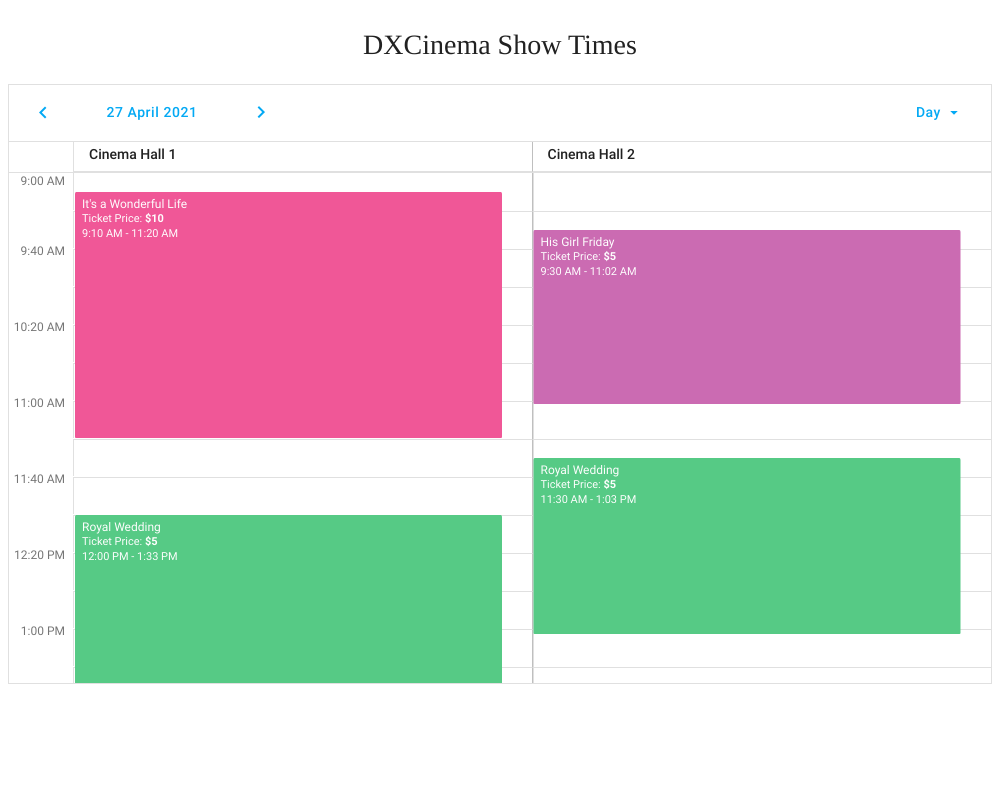 DXCinema Show Times
27 April 2021
Day
Cinema Hall 1
Cinema Hall 2
9:00 AM
9:40 AM
10:20 AM
11:00 AM
11:40 AM
12:20 PM
1:00 PM
It's a Wonderful Life
Ticket Price: $10
9:10 AM - 11:20 AM
Royal Wedding
Ticket Price: $5
12:00 PM - 1:33 PM
His Girl Friday
Ticket Price: $5
9:30 AM - 11:02 AM
Royal Wedding
Ticket Price: $5
11:30 AM - 1:03 PM